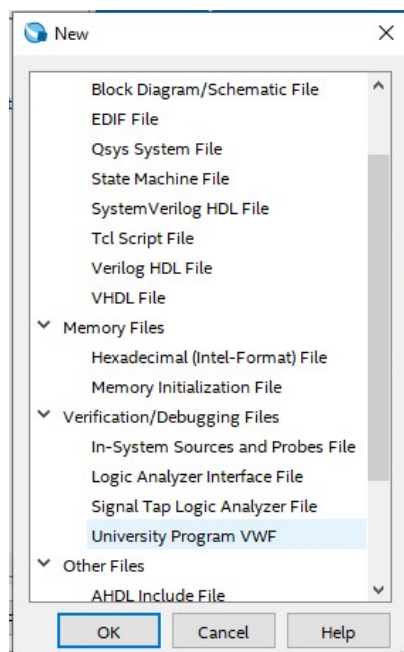 New
Block Diagram/Schematic File
EDIF File
Qsys System File
State Machine File
SystemVerilog HDL File
Tcl Script File
Verilog HDL File
VHDL File
Memory Files
Hexadecimal (Intel-Format) File
Memory Initialization File
Verification/Debugging Files
In-System Sources and Probes File
Logic Analyzer Interface File
Signal Tap Logic Analyzer File
University Program VWF
Other Files
AHDL Include File
OK Cancel Help